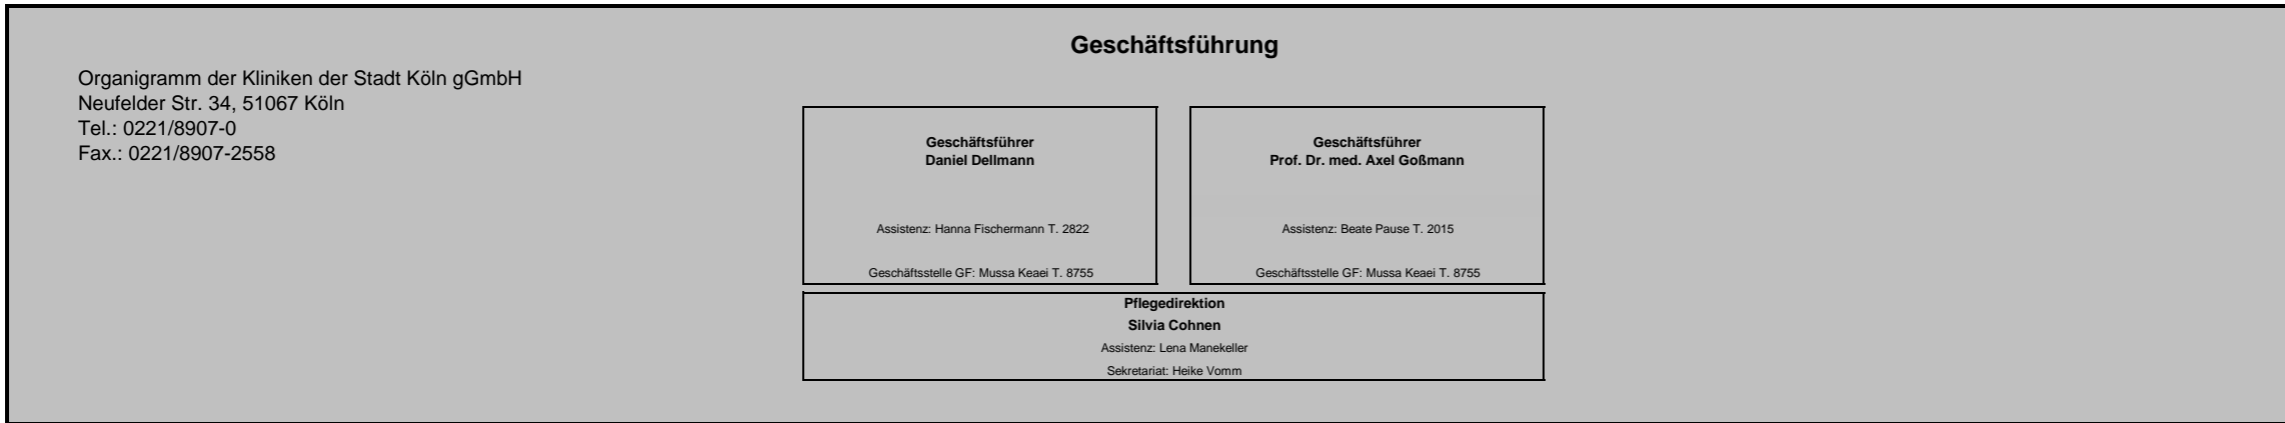 Geschäftsführung
Organigramm der Kliniken der Stadt Köln gGmbH
Neufelder Str. 34, 51067 Köln
Tel.: 0221/8907-0
Fax.: 0221/8907-2558
Geschäftsführer
Daniel Dellmann
Assistenz: Hanna Fischermann T. 2822
Geschäftsstelle GF: Mussa Keaei T. 8755
Geschäftsführer
Prof. Dr. med. Axel Goßmann
Assistenz: Beate Pause T. 2015
Geschäftsstelle GF: Mussa Keaei T. 8755
Pflegedirektion
Silvia Cohnen
Assistenz: Lena Manekeller
Sekretariat: Heike Vomm